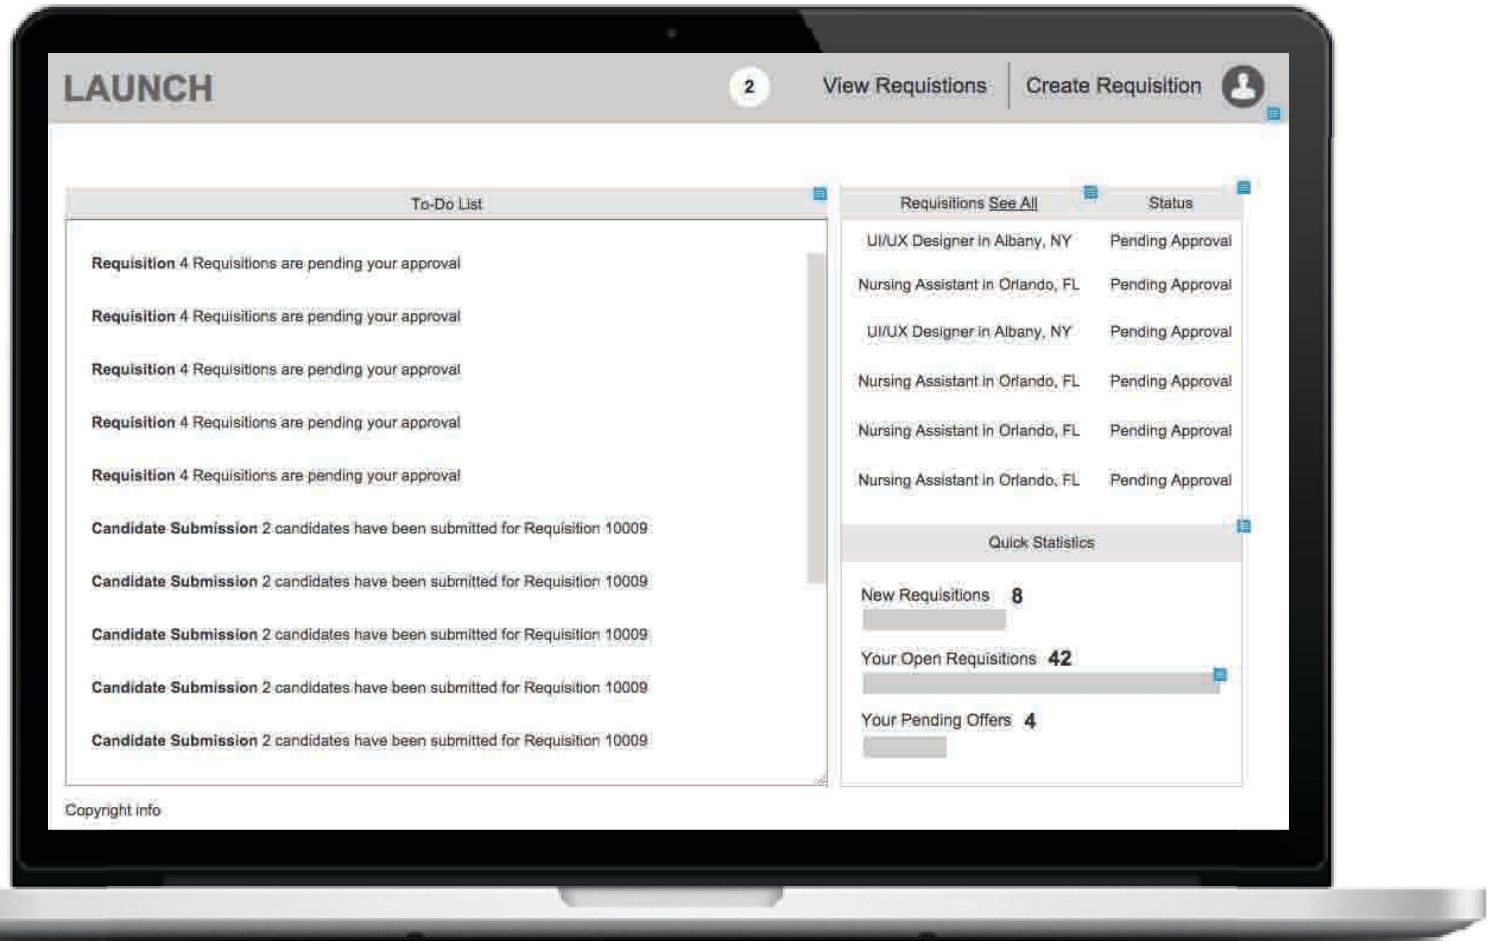 LAUNCH
2
View Requistions
Create Requisition
To-Do List
Requisition 4 Requisitions are pending your approval
Requisition 4 Requisitions are pending your approval
Requisition 4 Requisitions are pending your approval
Requisition 4 Requisitions are pending your approval
Requisition 4 Requisitions are pending your approval
Candidate Submission 2 candidates have been submitted for Requisition 10009
Candidate Submission 2 candidates have been submitted for Requisition 10009
Candidate Submission 2 candidates have been submitted for Requisition 10009
Candidate Submission 2 candidates have been submitted for Requisition 10009
Candidate Submission 2 candidates have been submitted for Requisition 10009
Requisitions See All Status
UI/UX Designer in Albany, NY Pending Approval
Nursing Assistant in Orlando, FL Pending Approval
UI/UX Designer in Albany, NY Pending Approval
Nursing Assistant in Orlando, FL Pending Approval
Nursing Assistant in Orlando, FL Pending Approval
Nursing Assistant in Orlando, FL Pending Approval
Quick Statistics
New Requisitions 8
Your Open Requisitions 42
Your Pending Offers 4
Copyright info